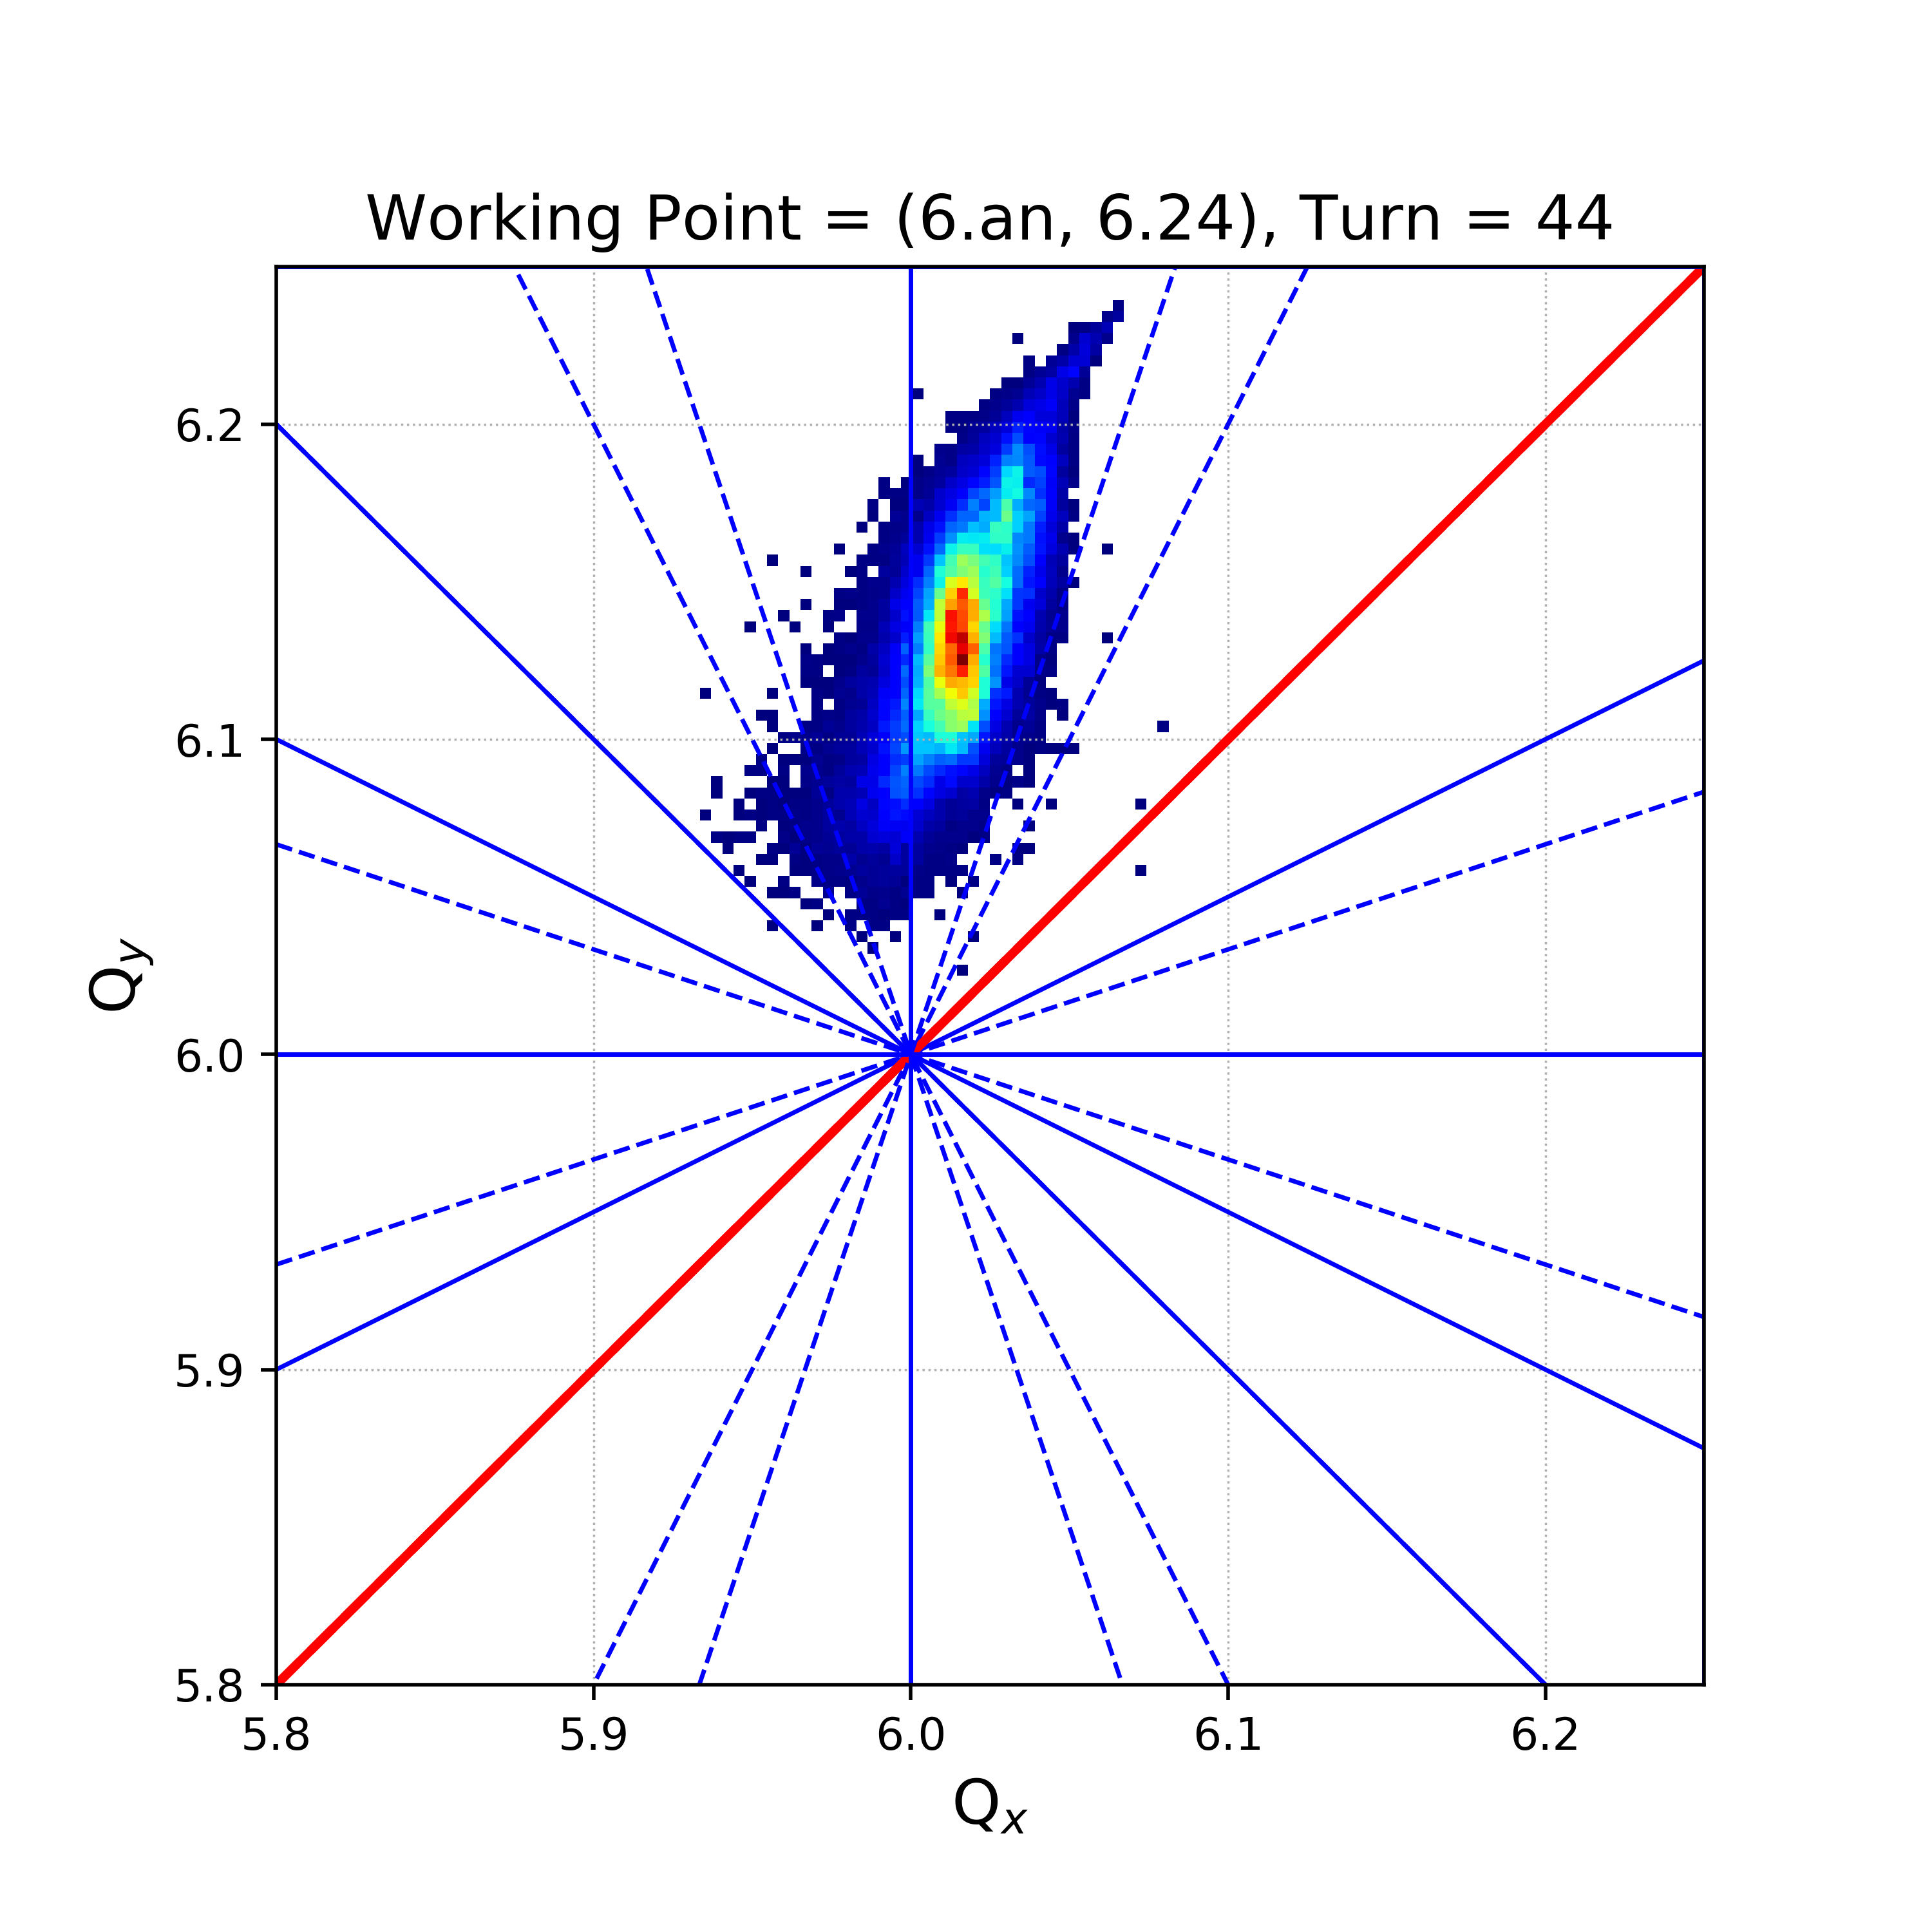 Working Point = (6.an, 6.24), Turn = 44
6.2
6.1
6.0
5.9
5.8
Qy
5.8 5.9 6.0 6.1 6.2
Qx